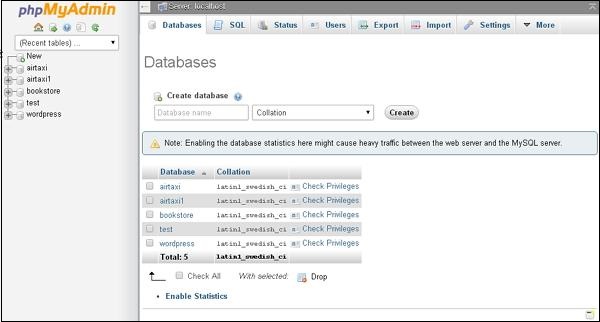 phpMyAdmin
(Recent tables) ...
New
airtaxi
airtaxi1
bookstore
test
wordpress
Server: localhost
Databases SQL Status Users Export Import Settings More
Databases
Create database
Database name Collation Create
Note: Enabling the database statistics here might cause heavy traffic between the web server and the MySQL server.
Database Collation
airtaxi latin1_swedish_ci Check Privileges
airtaxi1 latin1_swedish_ci Check Privileges
bookstore latin1_swedish_ci Check Privileges
test latin1_swedish_ci Check Privileges
wordpress latin1_swedish_ci Check Privileges
Total: 5 latin1_swedish_ci
Check All With selected: Drop
Enable Statistics